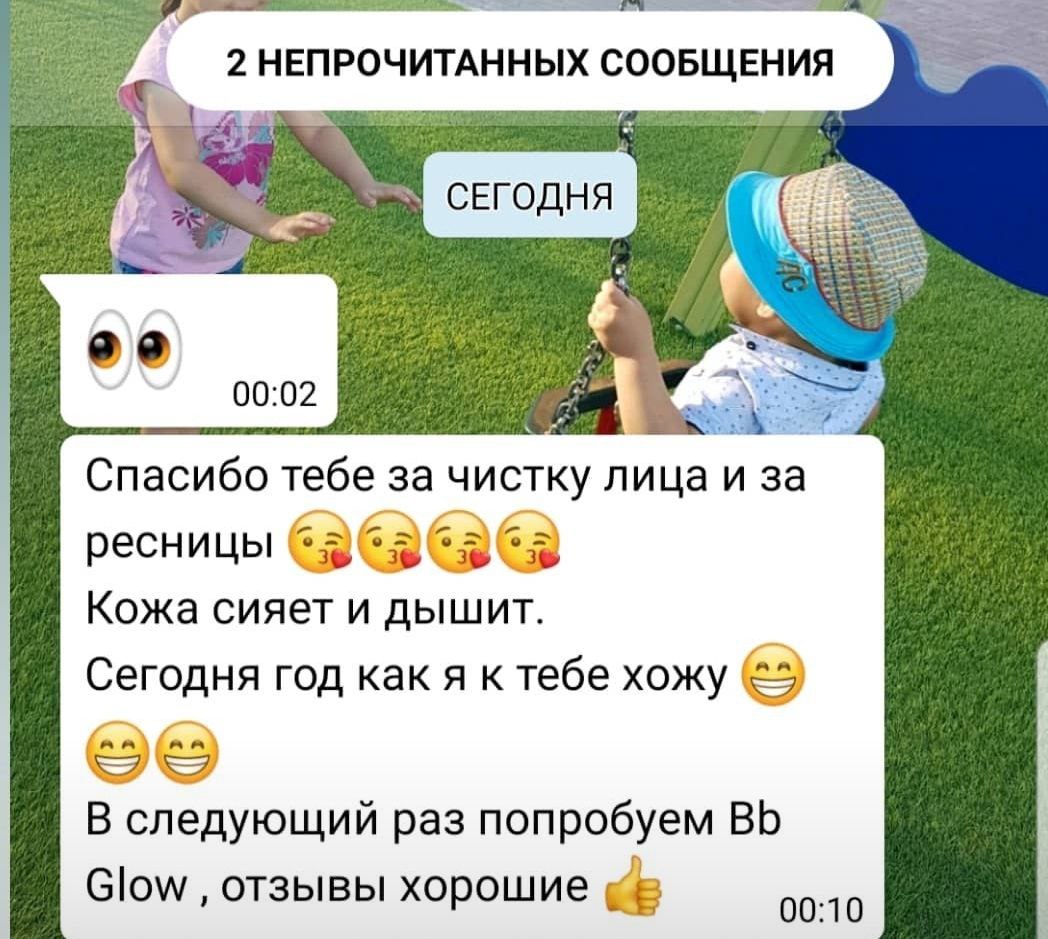 2 НЕПРОЧИТАННЫХ СООБЩЕНИЯ
СЕГОДНЯ
👀
00:02
Спасибо тебе за чистку лица и за
ресницы 😘😘😘😘
Кожа сияет и дышит.
Сегодня год как я к тебе хожу 😁
😁😁
В следующий раз попробуем Bb
Glow , отзывы хорошие 👍
00:10